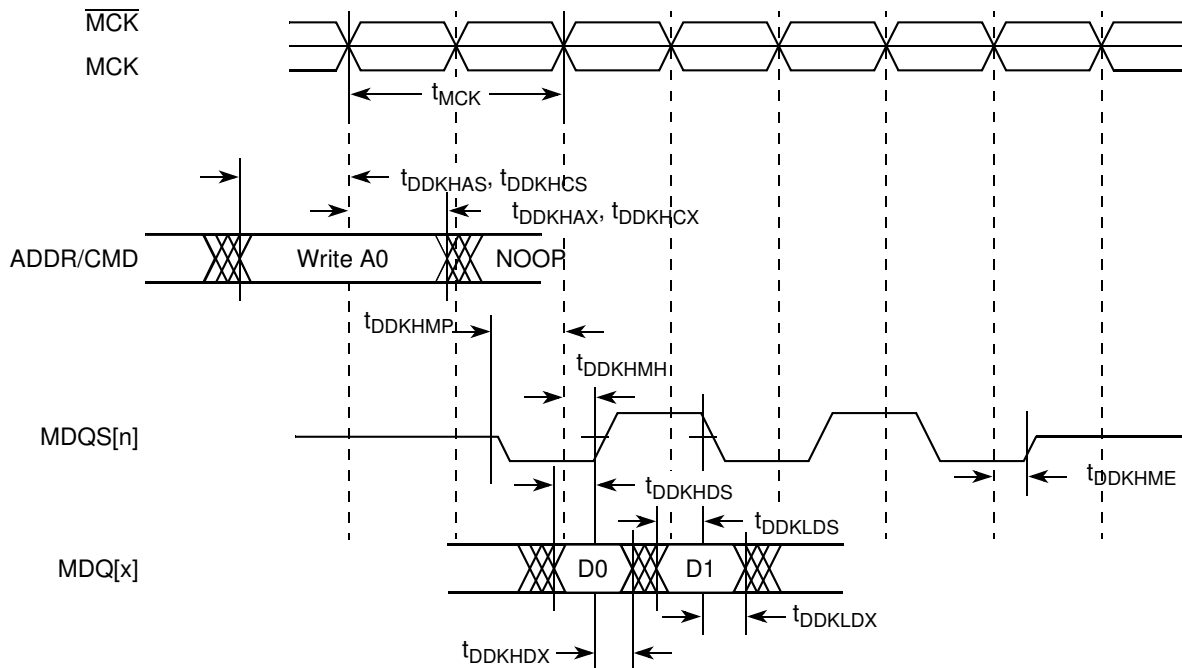 MCK
MCK
tMCK
tDDKHAS, tDDKHCS
tDDKHAX, tDDKHCX
ADDR/CMD
Write A0
NOOP
tDDKHMP
tDDKHMH
MDQS[n]
tDDKHME
tDDKHDS
tDDKLDS
MDQ[x]
D0
D1
tDDKLDX
tDDKHDX